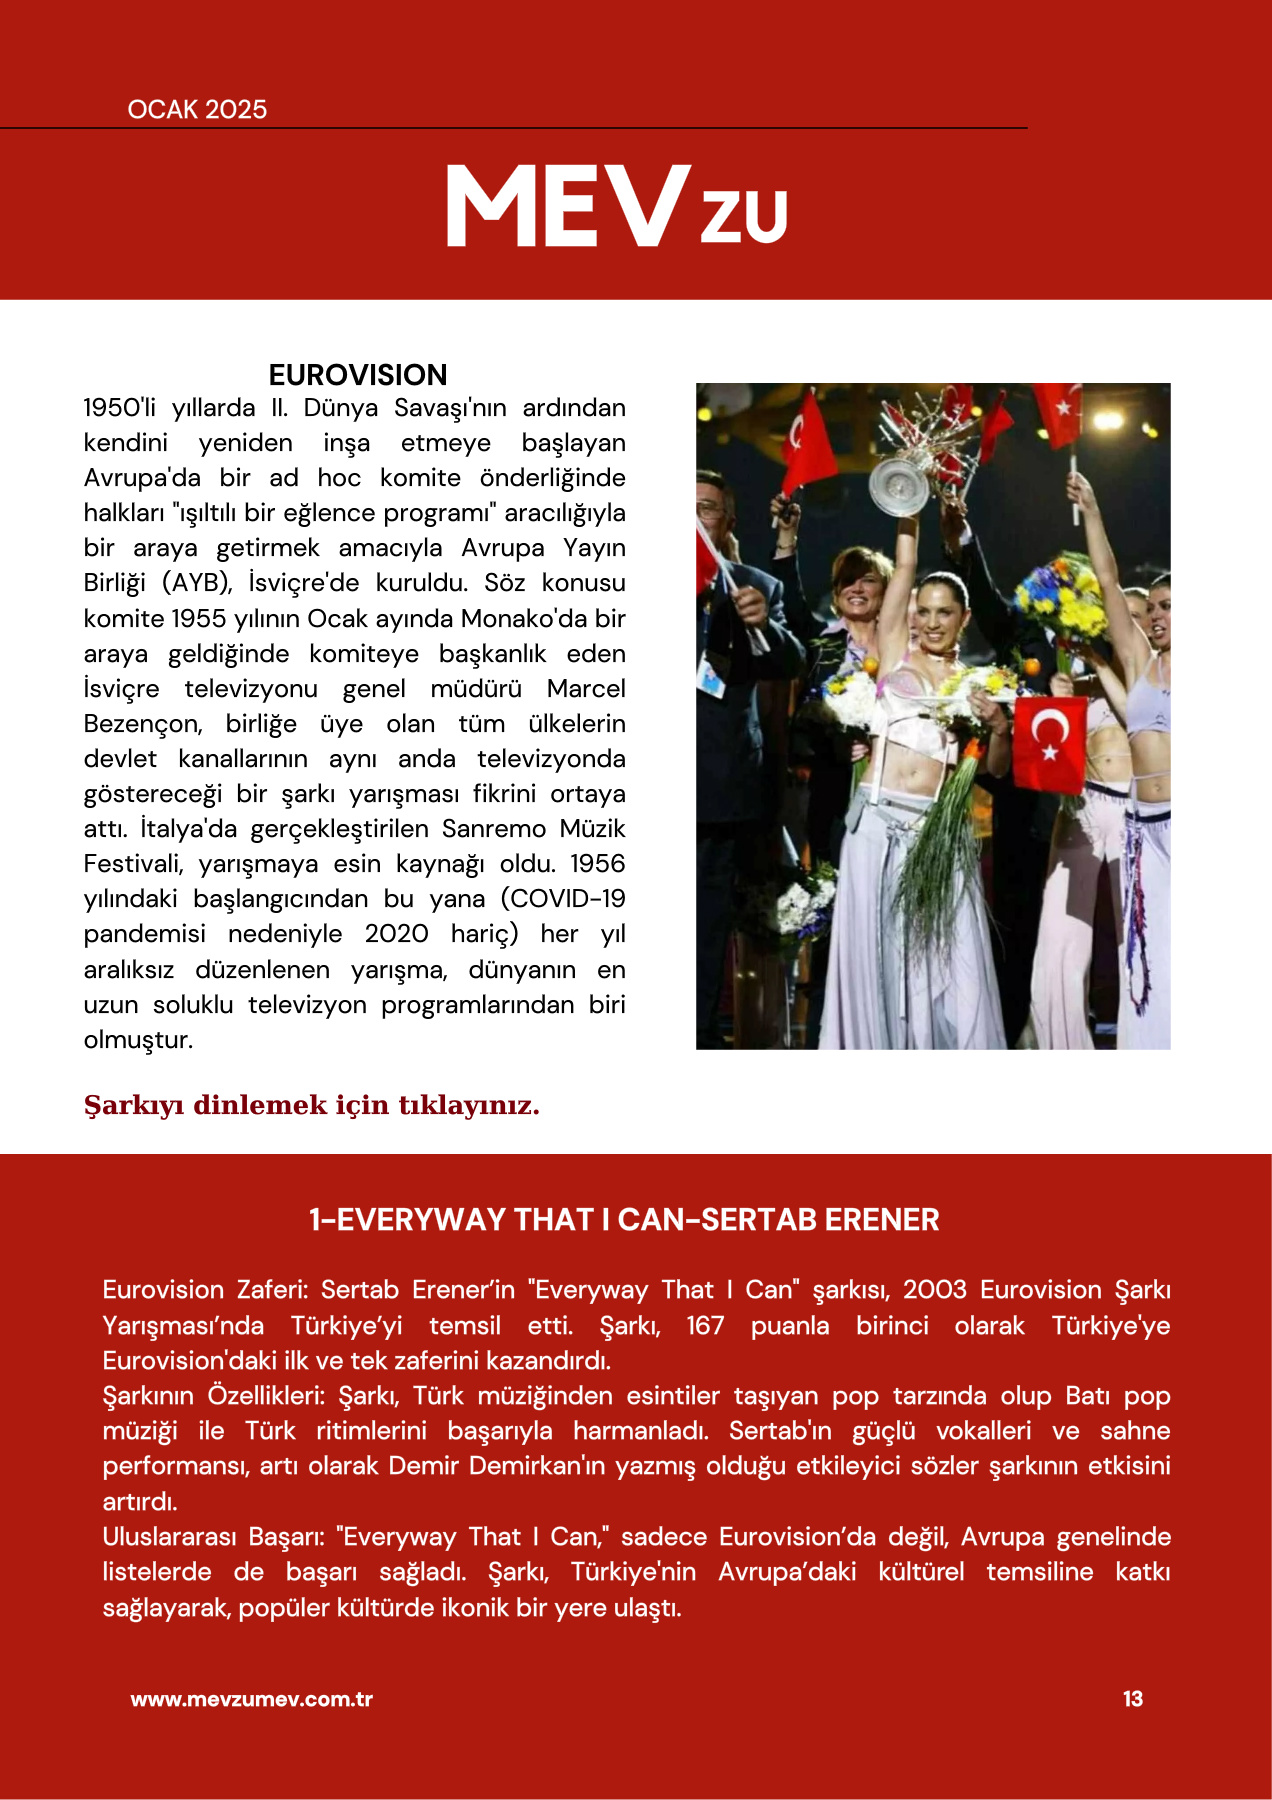 OCAK 2025
MEV zu
EUROVISION
1950'li yıllarda II. Dünya Savaşı'nın ardından
kendini yeniden inşa etmeye başlayan
Avrupa'da bir ad hoc komite önderliğinde
halkları "ışıltılı bir eğlence programı" aracılığıyla
bir araya getirmek amacıyla Avrupa Yayın
Birliği (AYB), İsviçre'de kuruldu. Söz konusu
komite 1955 yılının Ocak ayında Monako'da bir
araya geldiğinde komiteye başkanlık eden
İsviçre televizyonu genel müdürü Marcel
Bezençon, birliğe üye olan tüm ülkelerin
devlet kanallarının aynı anda televizyonda
göstereceği bir şarkı yarışması fikrini ortaya
attı. İtalya'da gerçekleştirilen Sanremo Müzik
Festivali, yarışmaya esin kaynağı oldu. 1956
yılındaki başlangıcından bu yana (COVID-19
pandemisi nedeniyle 2020 hariç) her yıl
aralıksız düzenlenen yarışma, dünyanın en
uzun soluklu televizyon programlarından biri
olmuştur.
Şarkıyı dinlemek için tıklayınız.
1-EVERYWAY THAT I CAN-SERTAB ERENER
Eurovision Zaferi: Sertab Erener’in "Everyway That I Can" şarkısı, 2003 Eurovision Şarkı
Yarışması’nda Türkiye’yi temsil etti. Şarkı, 167 puanla birinci olarak Türkiye'ye
Eurovision'daki ilk ve tek zaferini kazandırdı.
Şarkının Özellikleri: Şarkı, Türk müziğinden esintiler taşıyan pop tarzında olup Batı pop
müziği ile Türk ritimlerini başarıyla harmanladı. Sertab'ın güçlü vokalleri ve sahne
performansı, artı olarak Demir Demirkan'ın yazmış olduğu etkileyici sözler şarkının etkisini
artırdı.
Uluslararası Başarı: "Everyway That I Can," sadece Eurovision’da değil, Avrupa genelinde
listelerde de başarı sağladı. Şarkı, Türkiye'nin Avrupa’daki kültürel temsiline katkı
sağlayarak, popüler kültürde ikonik bir yere ulaştı.
www.mevzumev.com.tr
13